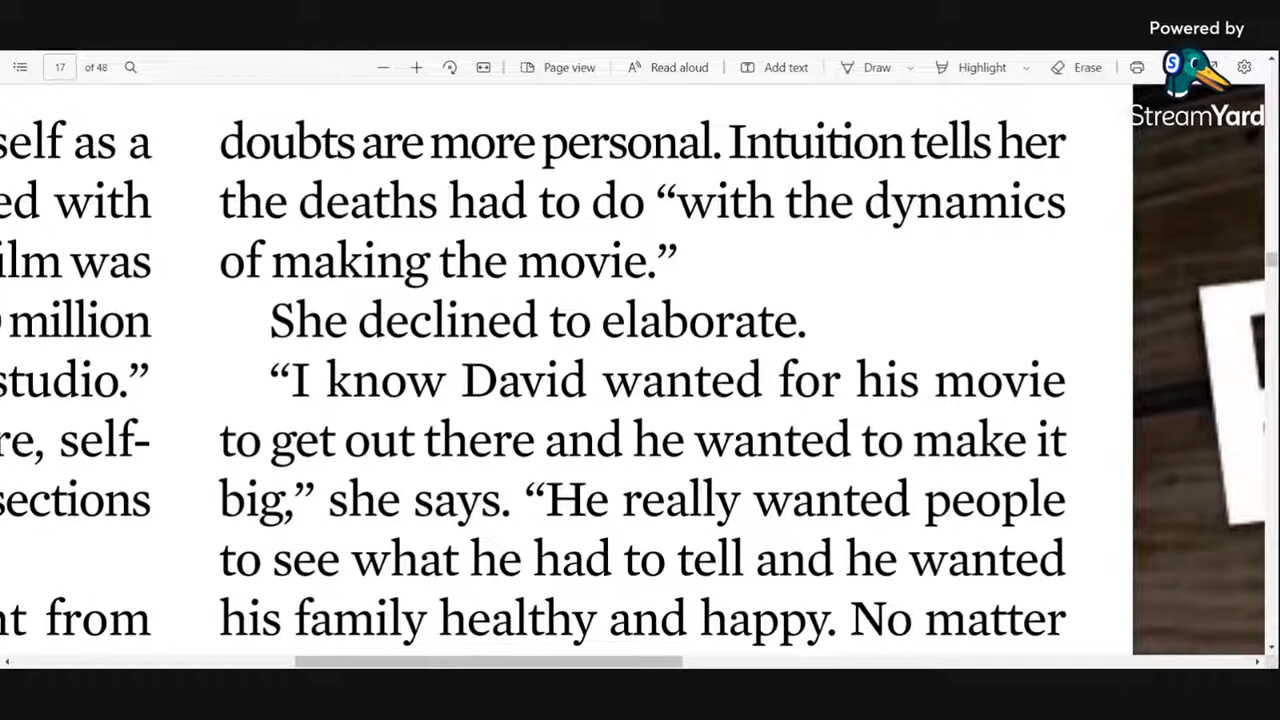 Powered by
StreamYard
17 of 48
Page view
Read aloud
Add text
Draw
Highlight
Erase
self as a
ed with
ilm was
million
studio.”
re, self-
sections
nt from
doubts are more personal. Intuition tells her
the deaths had to do “with the dynamics
of making the movie.”
She declined to elaborate.
“I know David wanted for his movie
to get out there and he wanted to make it
big,” she says. “He really wanted people
to see what he had to tell and he wanted
his family healthy and happy. No matter